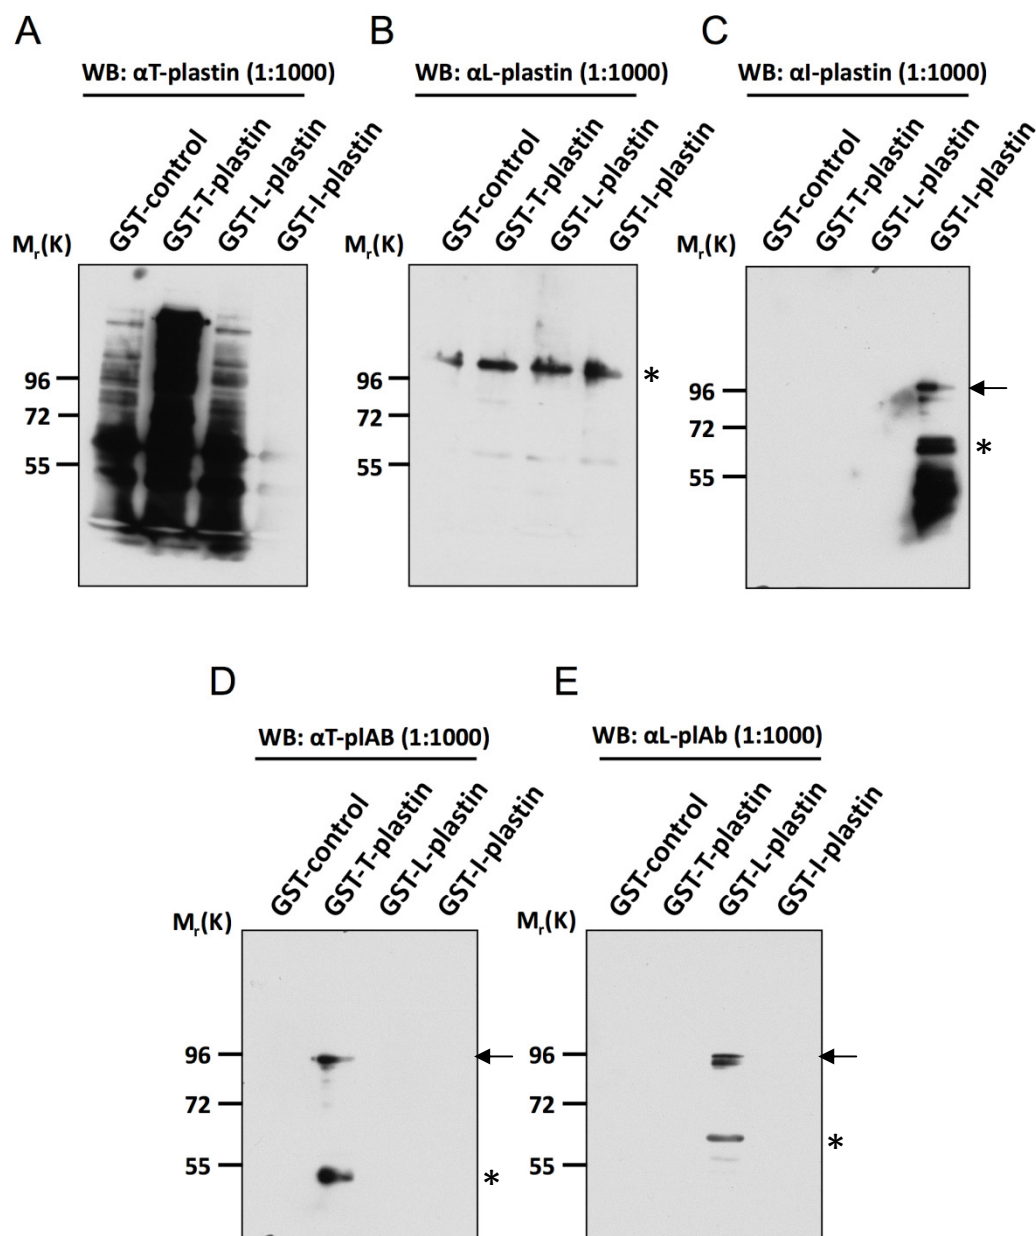 A
WB: αT-plastin (1:1000)
GST-control
GST-T-plastin
GST-L-plastin
GST-I-plastin
Mr(K)
96
72
55
B
WB: αL-plastin (1:1000)
GST-control
GST-T-plastin
GST-L-plastin
GST-I-plastin
Mr(K)
96
72
55
*
C
WB: αI-plastin (1:1000)
GST-control
GST-T-plastin
GST-L-plastin
GST-I-plastin
Mr(K)
96
72
55
*
D
WB: αT-plAB (1:1000)
GST-control
GST-T-plastin
GST-L-plastin
GST-I-plastin
Mr(K)
96
72
55
*
E
WB: αL-plAb (1:1000)
GST-control
GST-T-plastin
GST-L-plastin
GST-I-plastin
Mr(K)
96
72
55
*